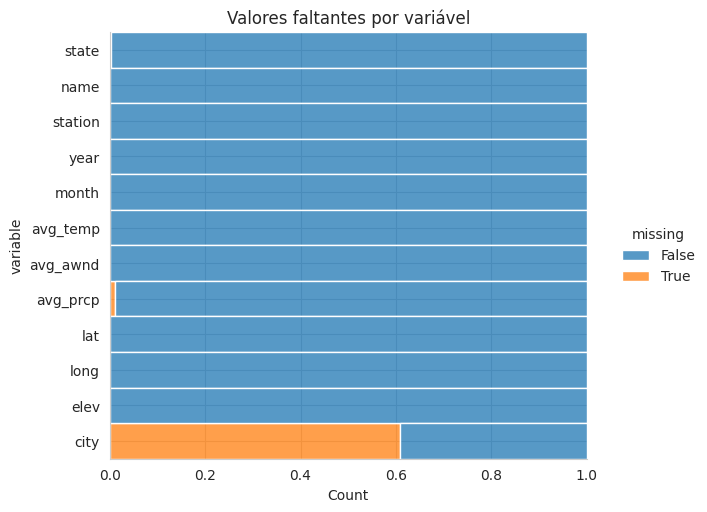 Valores faltantes por variável
variable
state
name
station
year
month
avg_temp
avg_awnd
avg_prcp
lat
long
elev
city
0.0 0.2 0.4 0.6 0.8 1.0
Count
missing
False
True